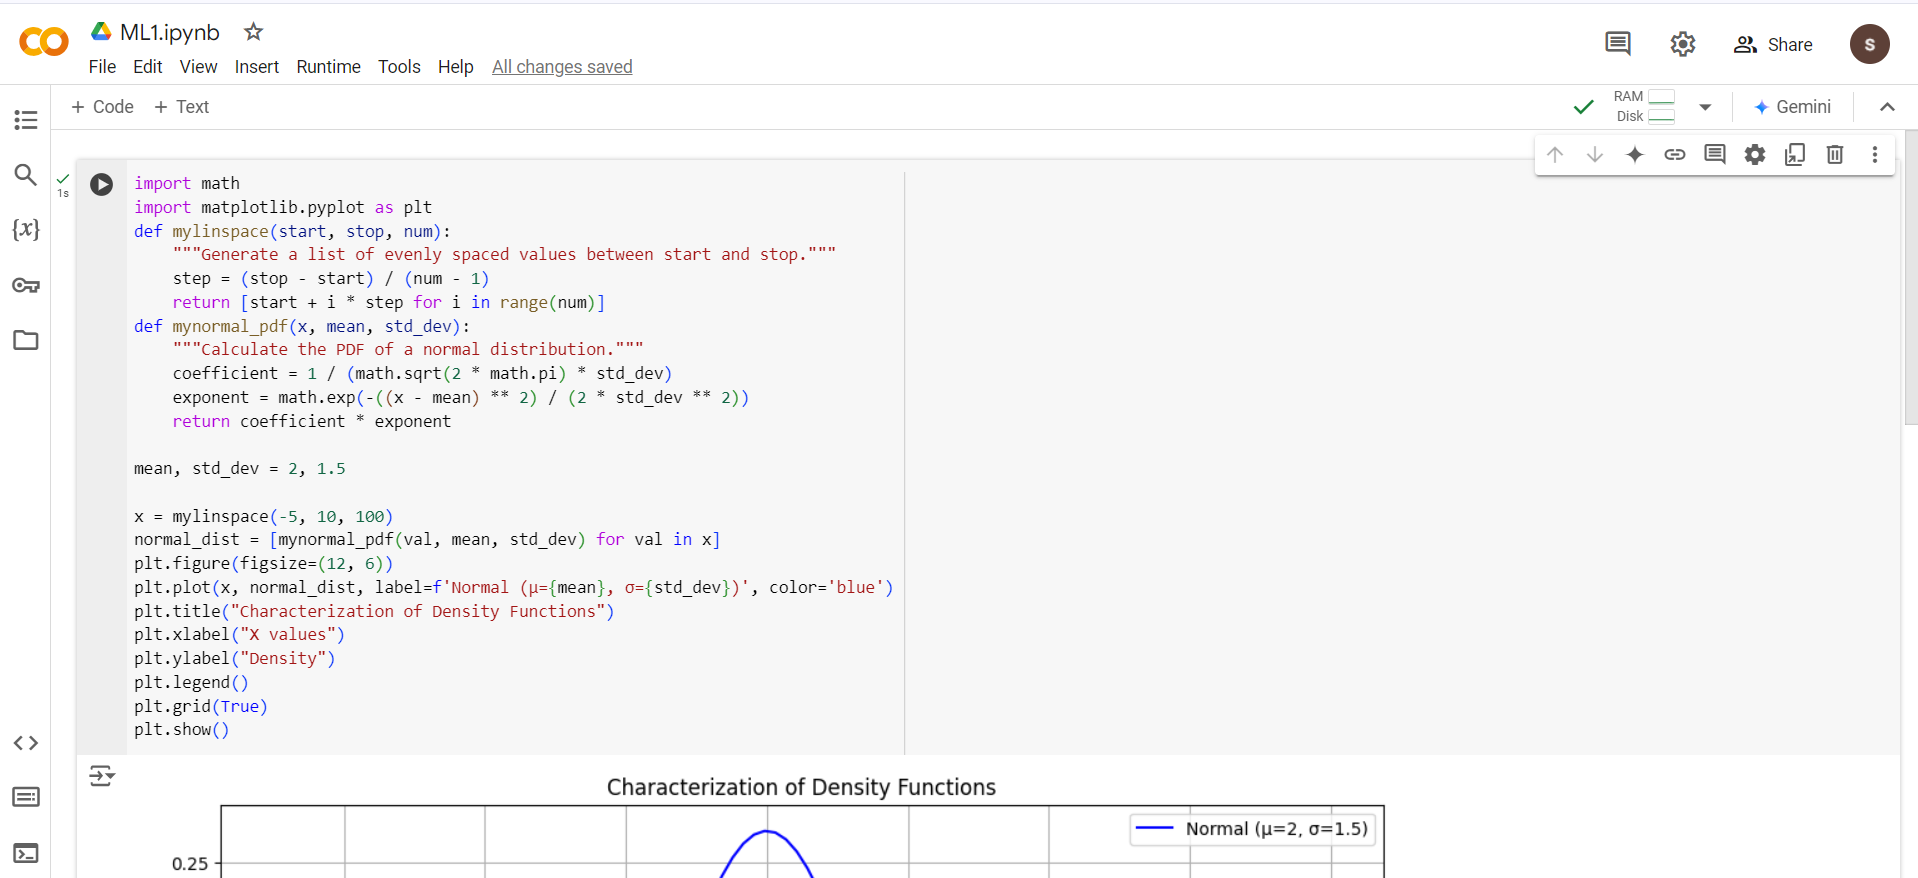 ML1.ipynb
File Edit View Insert Runtime Tools Help All changes saved
Share
S
+ Code + Text
RAM
Disk
Gemini
1s
import math
import matplotlib.pyplot as plt
def mylinspace(start, stop, num):
    """Generate a list of evenly spaced values between start and stop."""
    step = (stop - start) / (num - 1)
    return [start + i * step for i in range(num)]
def mynormal_pdf(x, mean, std_dev):
    """Calculate the PDF of a normal distribution."""
    coefficient = 1 / (math.sqrt(2 * math.pi) * std_dev)
    exponent = math.exp(-((x - mean) ** 2) / (2 * std_dev ** 2))
    return coefficient * exponent
mean, std_dev = 2, 1.5
x = mylinspace(-5, 10, 100)
normal_dist = [mynormal_pdf(val, mean, std_dev) for val in x]
plt.figure(figsize=(12, 6))
plt.plot(x, normal_dist, label=f'Normal (μ={mean}, σ={std_dev})', color='blue')
plt.title("Characterization of Density Functions")
plt.xlabel("X values")
plt.ylabel("Density")
plt.legend()
plt.grid(True)
plt.show()
Characterization of Density Functions
Normal (μ=2, σ=1.5)
0.25